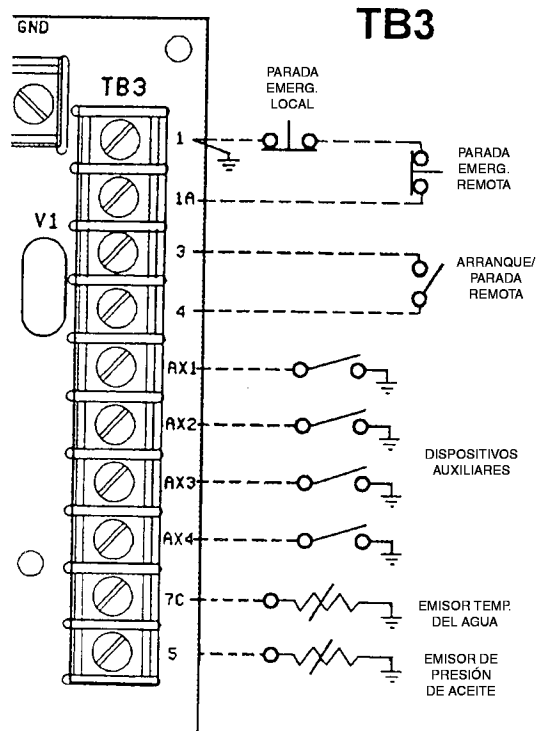 GND
TB3
TB3
V1
1
1A
3
4
AX1
AX2
AX3
AX4
7C
5
PARADA
EMERG.
LOCAL
PARADA
EMERG.
REMOTA
ARRANQUE/
PARADA
REMOTA
DISPOSITIVOS
AUXILIARES
EMISOR TEMP.
DEL AGUA
EMISOR DE
PRESIÓN
DE ACEITE